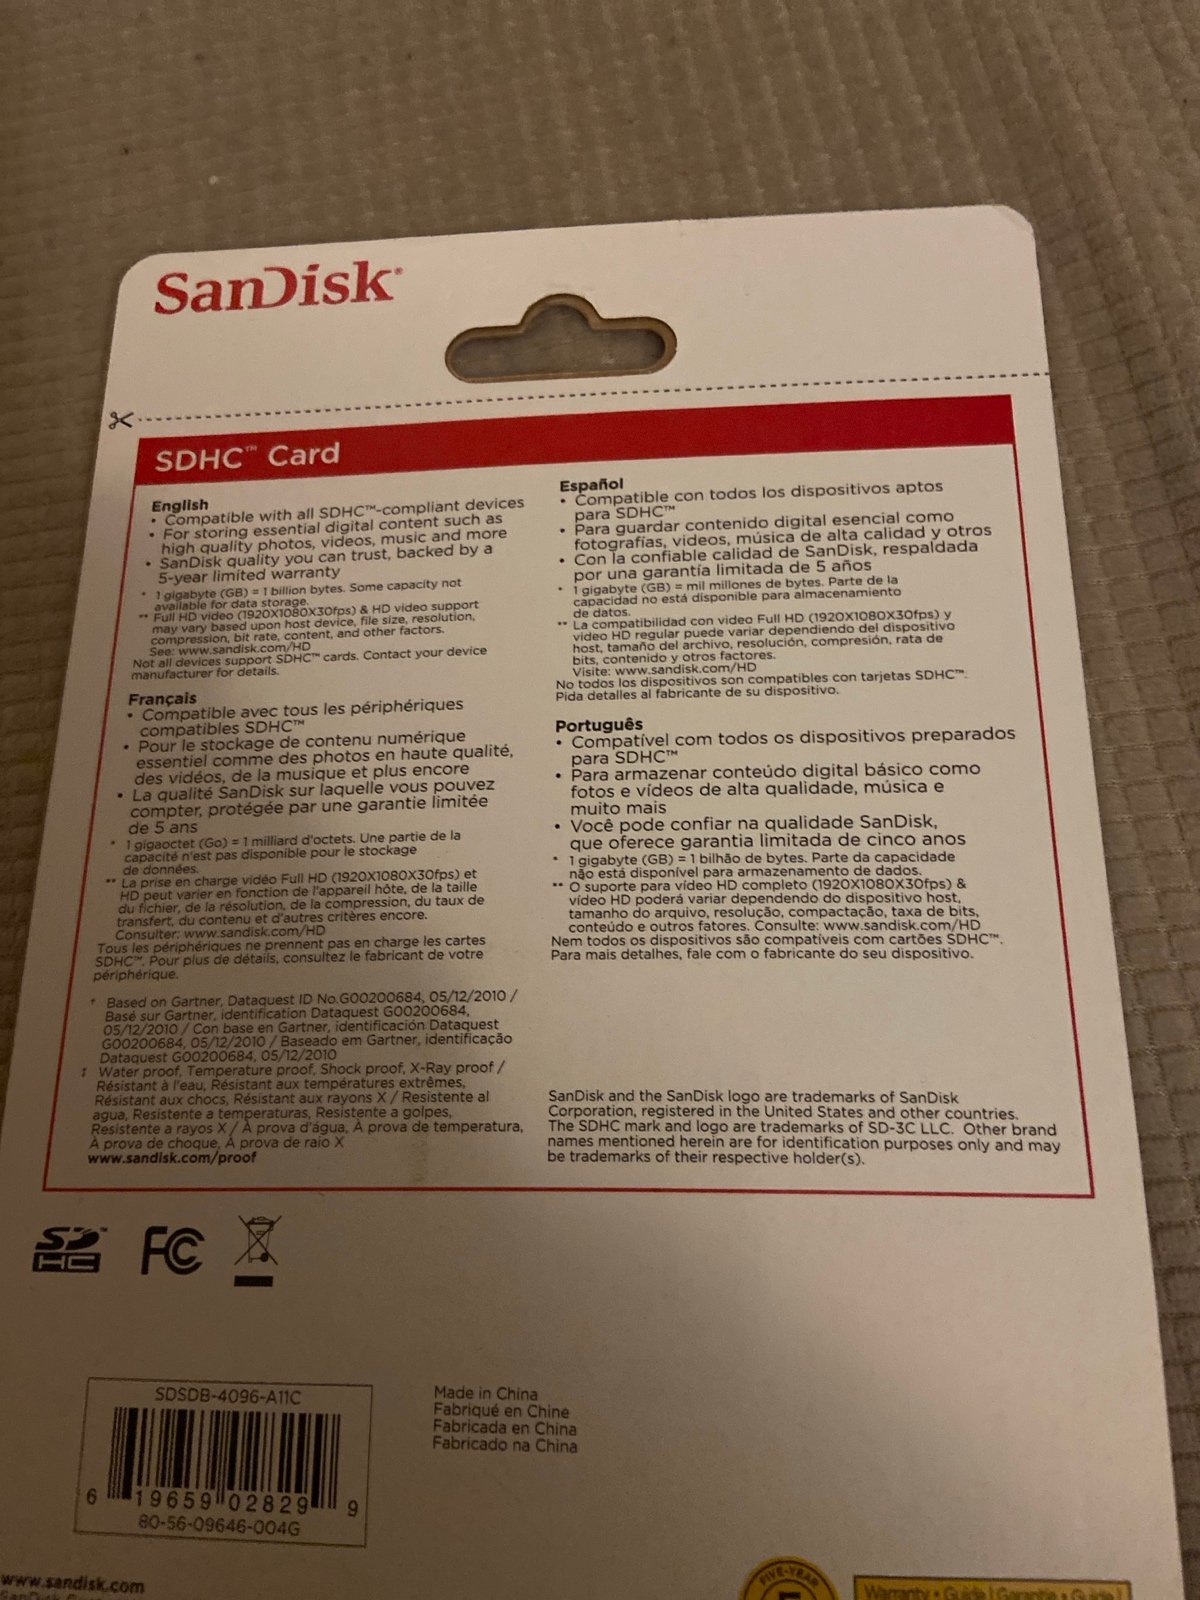 SanDisk®
SDHC™ Card
English
• Compatible with all SDHC™-compliant devices
• For storing essential digital content such as
high quality photos, videos, music and more
• SanDisk quality you can trust, backed by a
5-year limited warranty
* 1 gigabyte (GB) = 1 billion bytes. Some capacity not
available for data storage.
** Full HD video (1920X1080X30fps) & HD video support
may vary based upon host device, file size, resolution,
compression, bit rate, content, and other factors.
See: www.sandisk.com/HD
Not all devices support SDHC™ cards. Contact your device
manufacturer for details.
Français
• Compatible avec tous les périphériques
compatibles SDHC™
• Pour le stockage de contenu numérique
essentiel comme des photos en haute qualité,
des vidéos, de la musique et plus encore
• La qualité SanDisk sur laquelle vous pouvez
compter, protégée par une garantie limitée
de 5 ans
* 1 gigaoctet (Go) = 1 milliard d'octets. Une partie de la
capacité n'est pas disponible pour le stockage
de données.
** La prise en charge vidéo Full HD (1920X1080X30fps) et
HD peut varier en fonction de l'appareil hôte, de la taille
du fichier, de la résolution, de la compression, du taux de
transfert, du contenu et d'autres critères encore.
Consulter: www.sandisk.com/HD
Tous les périphériques ne prennent pas en charge les cartes
SDHC™. Pour plus de détails, consultez le fabricant de votre
périphérique.
† Based on Gartner, Dataquest ID No.G00200684, 05/12/2010 /
Basé sur Gartner, identification Dataquest G00200684,
05/12/2010 / Con base en Gartner, identificación Dataquest
G00200684, 05/12/2010 / Baseado em Gartner, identificação
Dataquest G00200684, 05/12/2010
‡ Water proof, Temperature proof, Shock proof, X-Ray proof /
Résistant à l'eau, Résistant aux températures extrêmes,
Résistant aux chocs, Résistant aux rayons X / Resistente al
agua, Resistente a temperaturas, Resistente a golpes,
Resistente a rayos X / À prova d'água, À prova de temperatura,
À prova de choque, À prova de raio X
www.sandisk.com/proof
Español
• Compatible con todos los dispositivos aptos
para SDHC™
• Para guardar contenido digital esencial como
fotografías, videos, música de alta calidad y otros
• Con la confiable calidad de SanDisk, respaldada
por una garantía limitada de 5 años
* 1 gigabyte (GB) = mil millones de bytes. Parte de la
capacidad no está disponible para almacenamiento
de datos.
** La compatibilidad con video Full HD (1920X1080X30fps) y
video HD regular puede variar dependiendo del dispositivo
host, tamaño del archivo, resolución, compresión, rata de
bits, contenido y otros factores.
Visite: www.sandisk.com/HD
No todos los dispositivos son compatibles con tarjetas SDHC™.
Pida detalles al fabricante de su dispositivo.
Português
• Compatível com todos os dispositivos preparados
para SDHC™
• Para armazenar conteúdo digital básico como
fotos e vídeos de alta qualidade, música e
muito mais
• Você pode confiar na qualidade SanDisk,
que oferece garantia limitada de cinco anos
* 1 gigabyte (GB) = 1 bilhão de bytes. Parte da capacidade
não está disponível para armazenamento de dados.
** O suporte para vídeo HD completo (1920X1080X30fps) &
vídeo HD poderá variar dependendo do dispositivo host,
tamanho do arquivo, resolução, compactação, taxa de bits,
conteúdo e outros fatores. Consulte: www.sandisk.com/HD
Nem todos os dispositivos são compatíveis com cartões SDHC™.
Para mais detalhes, fale com o fabricante do seu dispositivo.
SanDisk and the SanDisk logo are trademarks of SanDisk
Corporation, registered in the United States and other countries.
The SDHC mark and logo are trademarks of SD-3C LLC. Other brand
names mentioned herein are for identification purposes only and may
be trademarks of their respective holder(s).
SD HC™ FC
SDSDB-4096-A11C
6 19659 02829 9
80-56-09646-004G
Made in China
Fabriqué en Chine
Fabricada en China
Fabricado na China
www.sandisk.com
FIVE-YEAR
5
Warranty • Guide | Garantie • Guide |